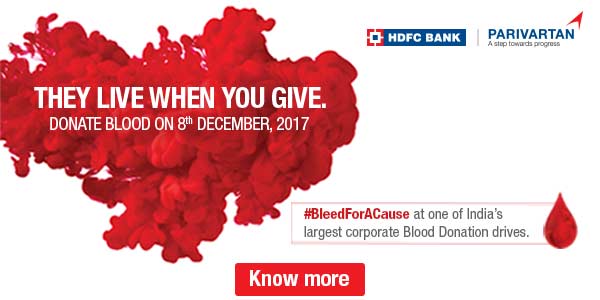 HDFC BANK
PARIVARTAN
A step towards progress
THEY LIVE WHEN YOU GIVE.
DONATE BLOOD ON 8th DECEMBER, 2017
#BleedForACause at one of India's
largest corporate Blood Donation drives.
Know more